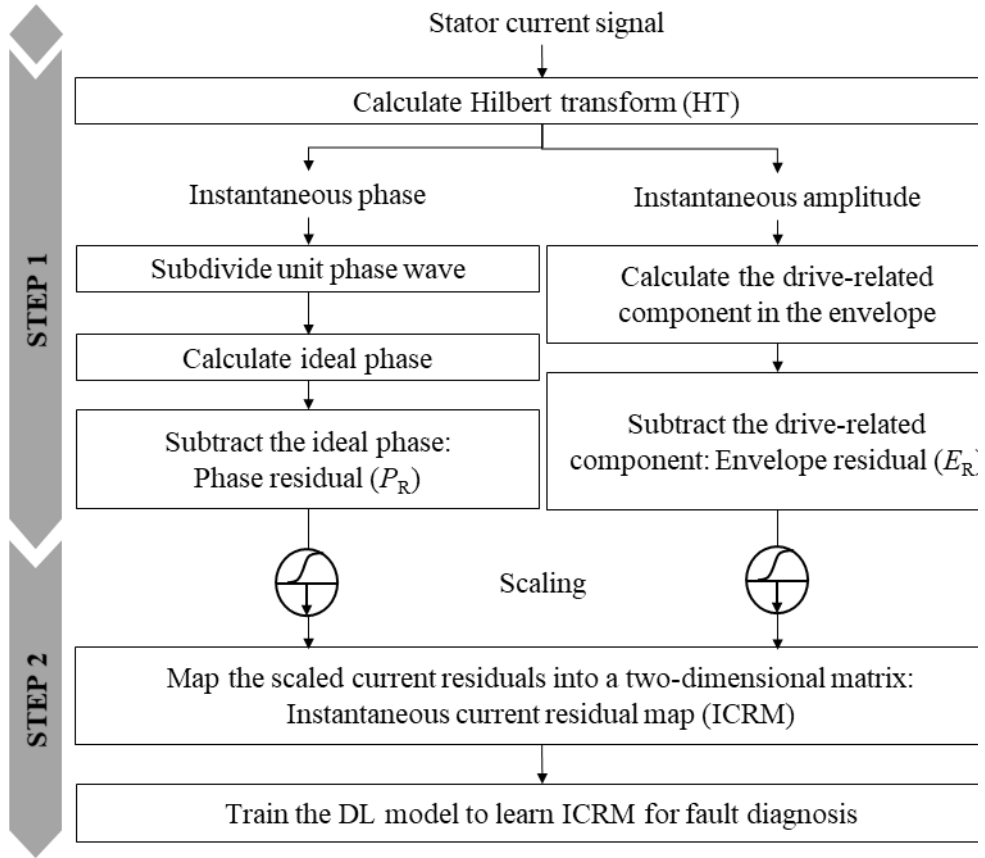 Stator current signal
Calculate Hilbert transform (HT)
Instantaneous phase
Instantaneous amplitude
STEP 1
Subdivide unit phase wave
Calculate the drive-related
component in the envelope
Calculate ideal phase
Subtract the ideal phase:
Phase residual (P_R)
Subtract the drive-related
component: Envelope residual (E_R)
Scaling
STEP 2
Map the scaled current residuals into a two-dimensional matrix:
Instantaneous current residual map (ICRM)
Train the DL model to learn ICRM for fault diagnosis